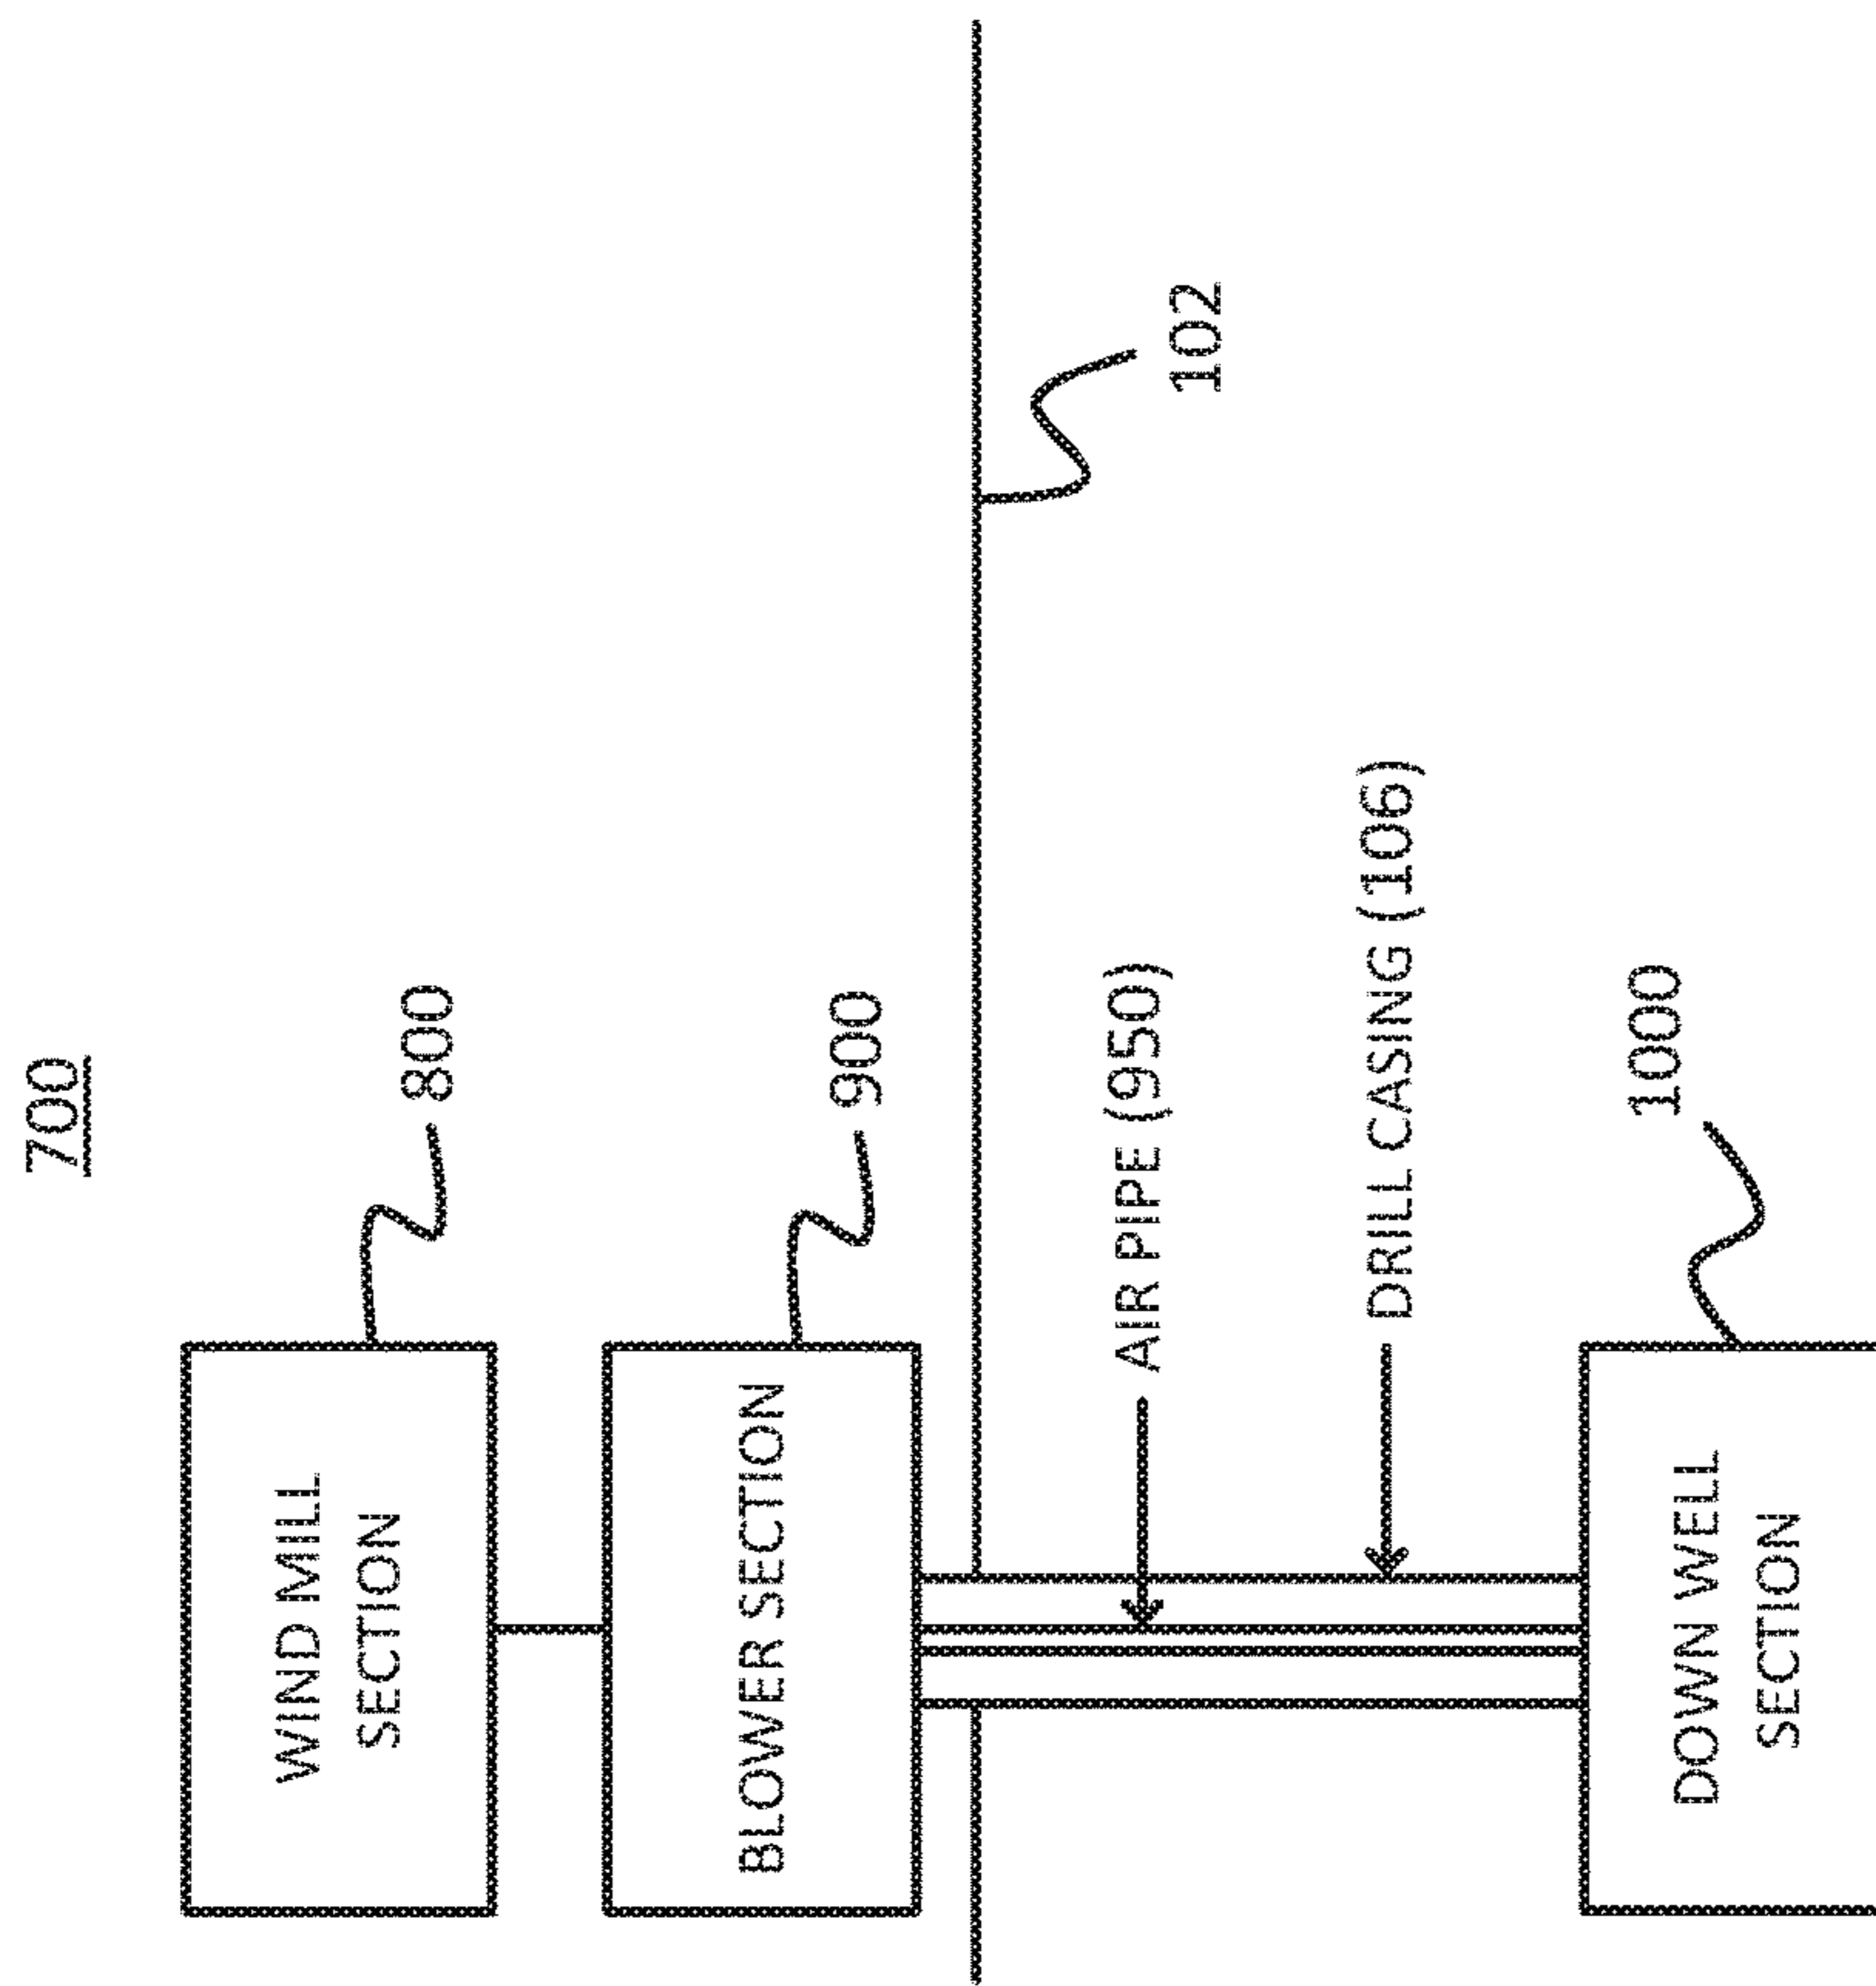 700
WIND MILL
SECTION
800
BLOWER SECTION
900
102
AIR PIPE (950)
DRILL CASING (106)
DOWN WELL
SECTION
1000